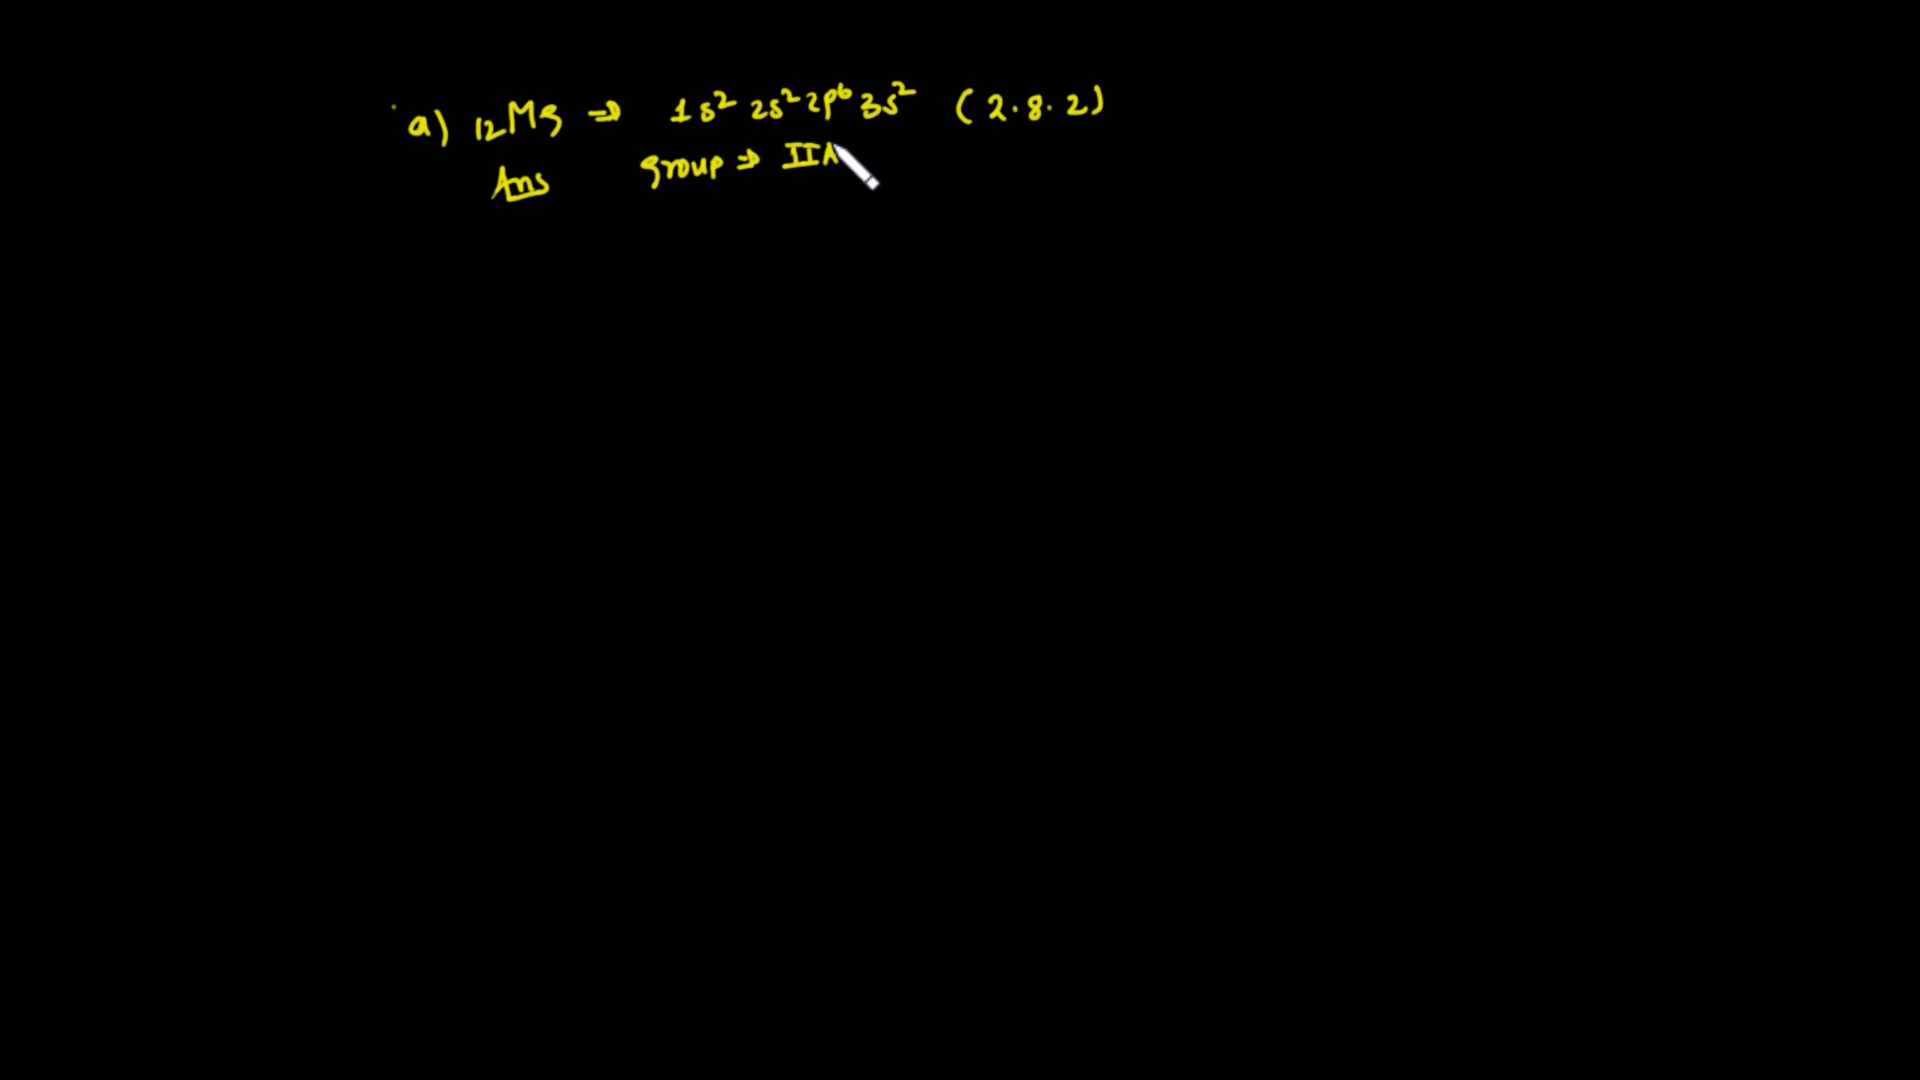 a) ₁₂Mg ⇒ 1s² 2s² 2p⁶ 3s² (2.8.2)
Ans group ⇒ IIA